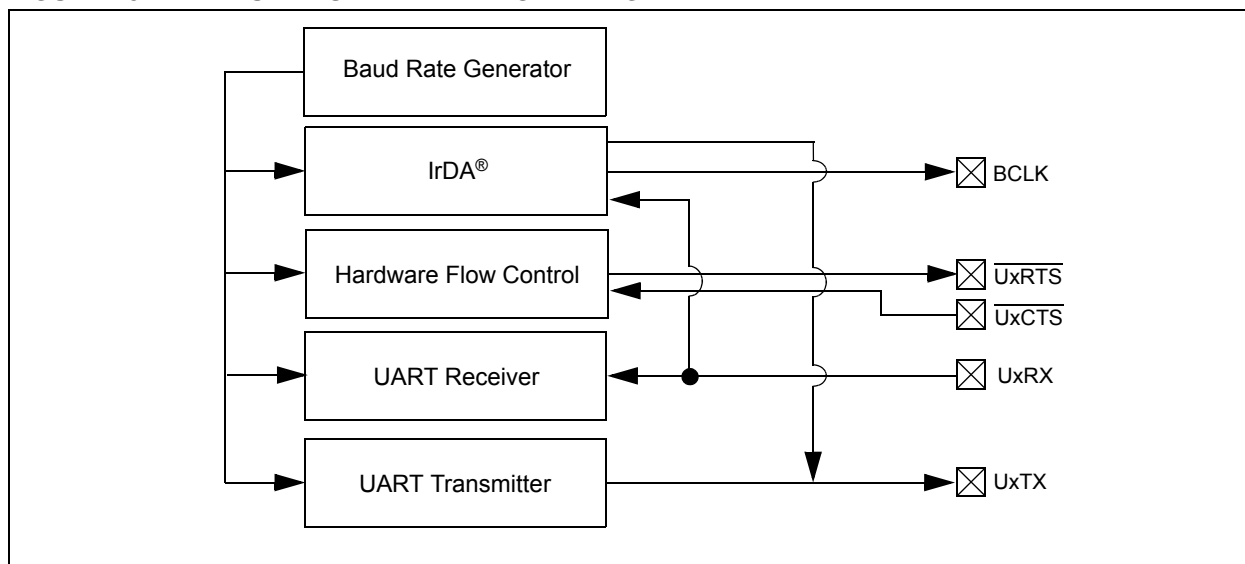 Baud Rate Generator
IrDA®
BCLK
Hardware Flow Control
UxRTS
UxCTS
UART Receiver
UxRX
UART Transmitter
UxTX